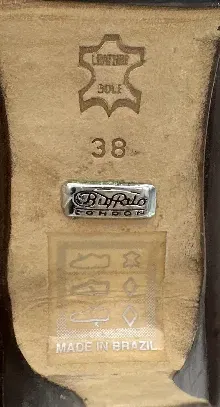 LEATHER
SOLE
38
Buffalo
LONDON
MADE IN BRAZIL